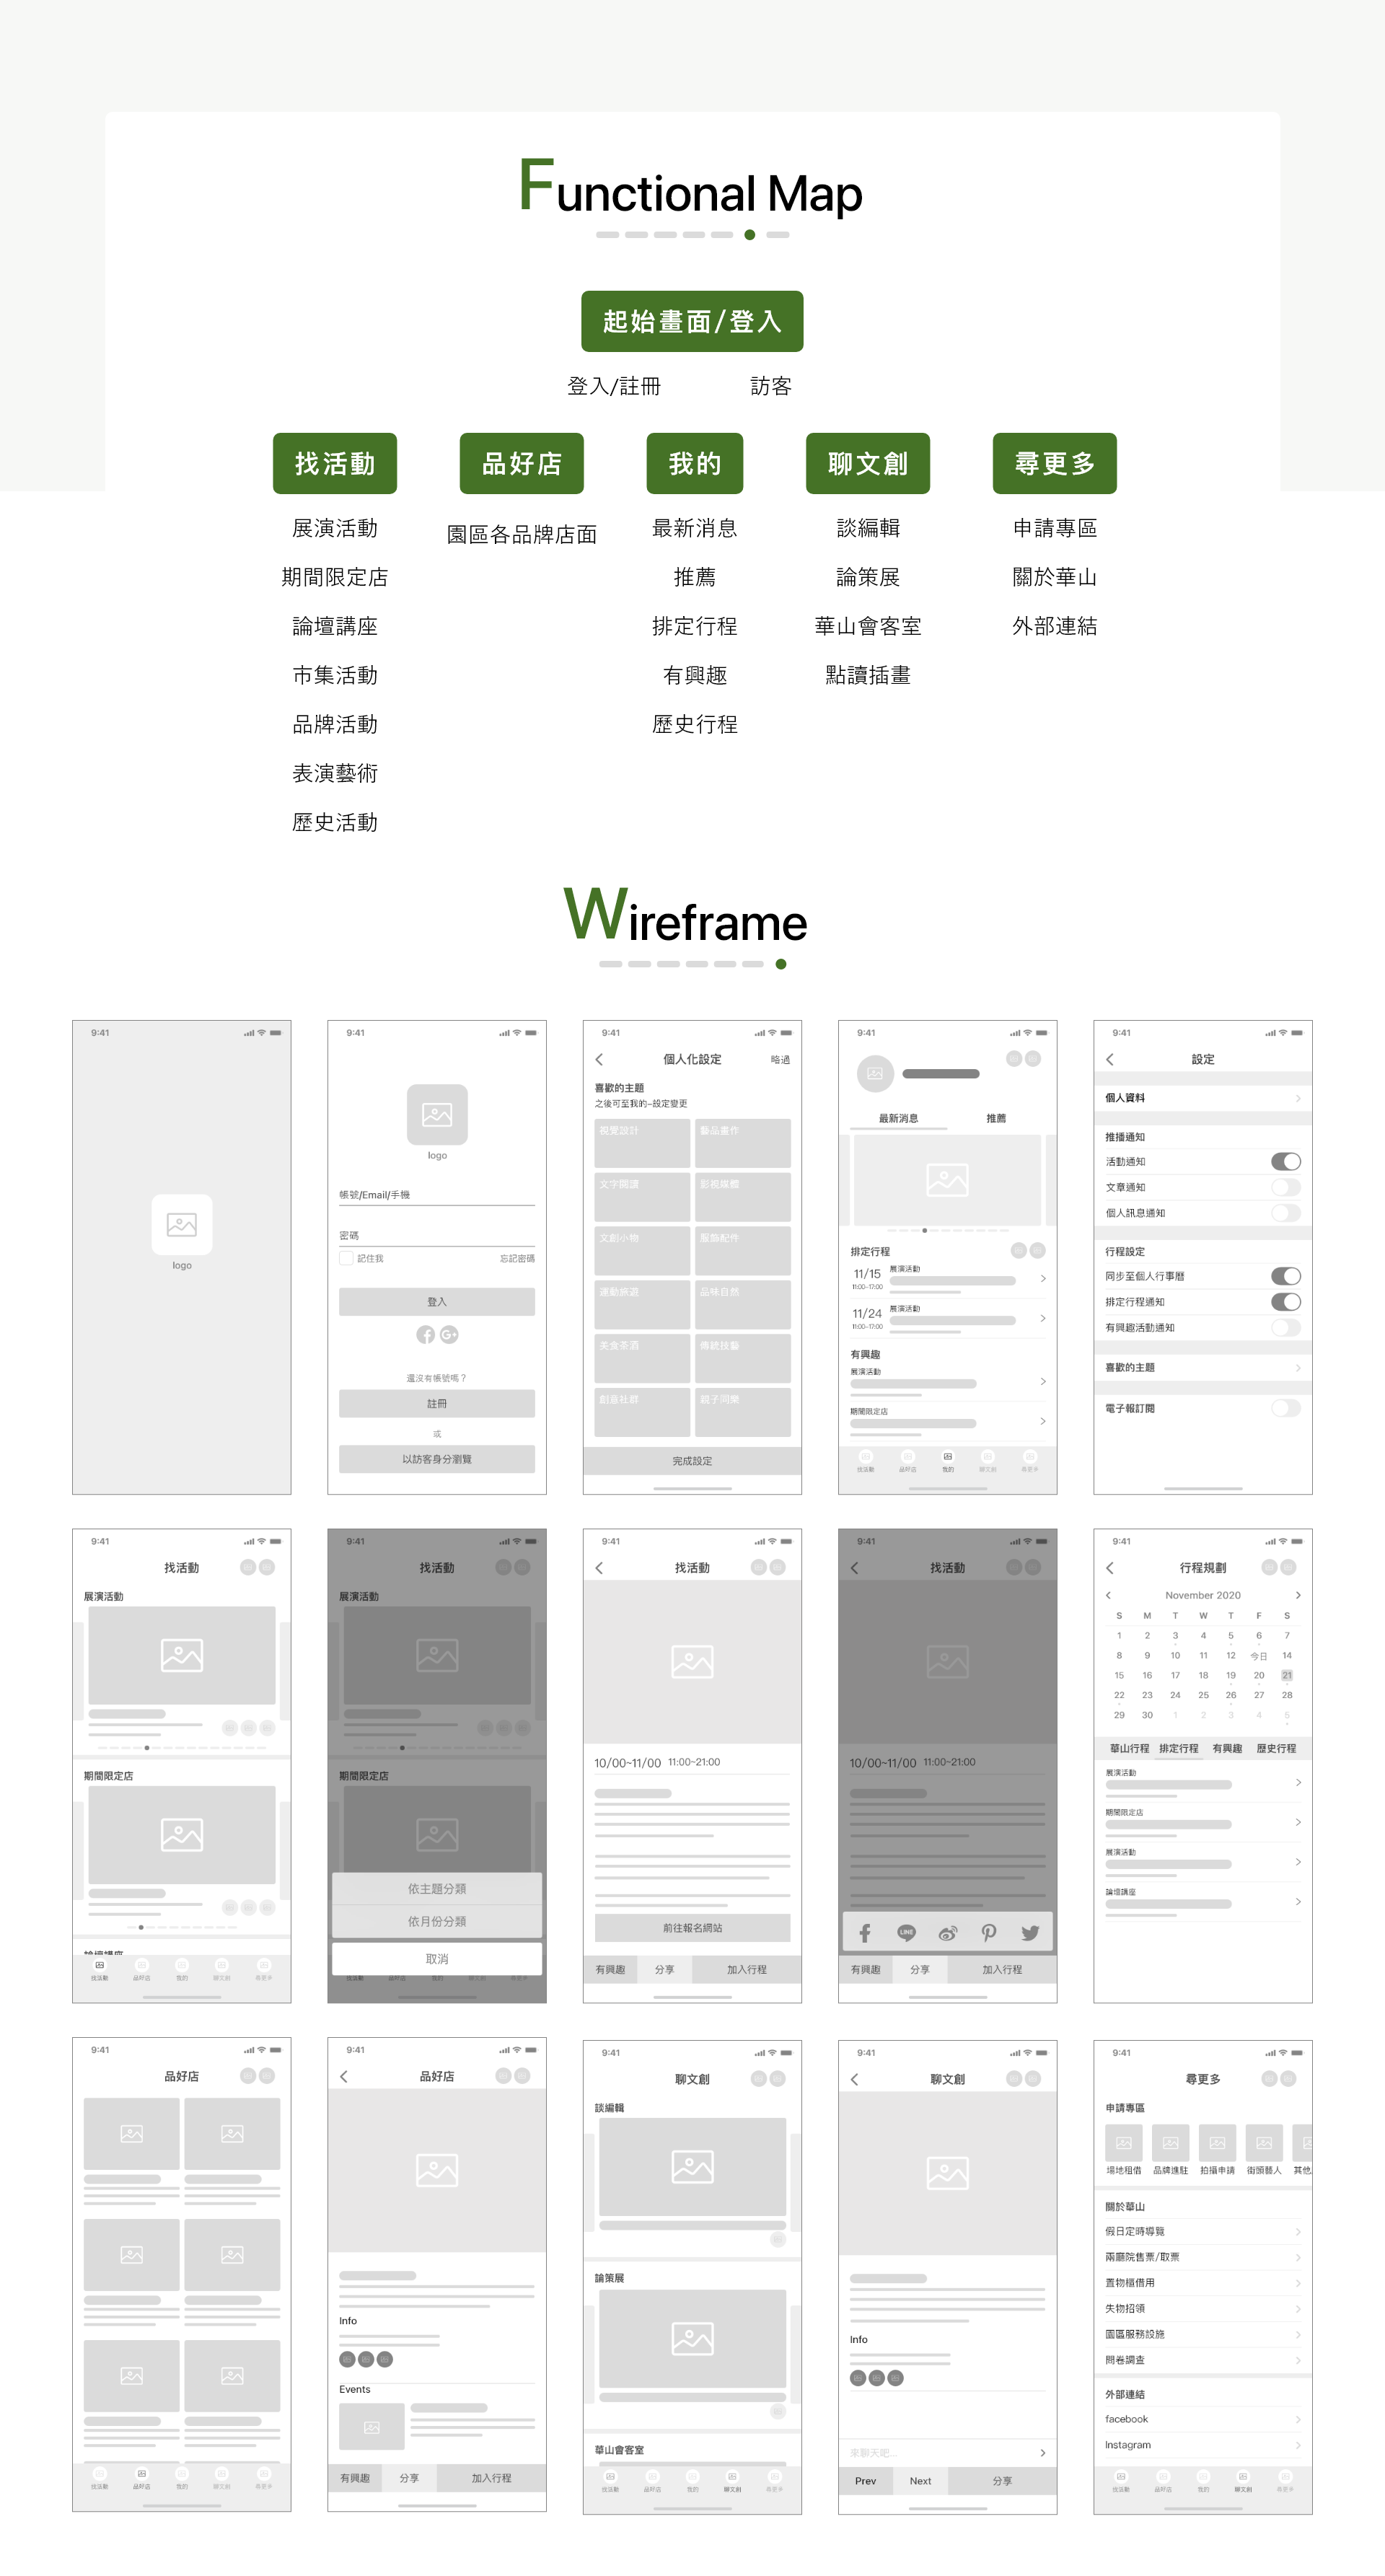 Functional Map
起始畫面/登入
登入/註冊
訪客
找活動
品好店
我的
聊文創
尋更多
展演活動
園區各品牌店面
最新消息
談編輯
申請專區
期間限定店
推薦
論策展
關於華山
論壇講座
排定行程
華山會客室
外部連結
市集活動
有興趣
點讀插畫
品牌活動
歷史行程
表演藝術
歷史活動
Wireframe
9:41
logo
9:41
logo
帳號/Email/手機
密碼
記住我
忘記密碼
登入
還沒有帳號嗎？
註冊
或
以訪客身分瀏覽
9:41
個人化設定
略過
喜歡的主題
之後可至我的-設定變更
視覺設計
藝品畫作
文字閱讀
影視媒體
文創小物
服飾配件
運動旅遊
品味自然
美食茶酒
傳統技藝
創意社群
親子同樂
完成設定
9:41
最新消息
推薦
排定行程
11/15
11:00~17:00
展演活動
11/24
11:00~17:00
展演活動
有興趣
展演活動
期間限定店
找活動
品好店
我的
聊文創
尋更多
9:41
設定
個人資料
推播通知
活動通知
文章通知
個人訊息通知
行程設定
同步至個人行事曆
排定行程通知
有興趣活動通知
喜歡的主題
電子報訂閱
9:41
找活動
展演活動
期間限定店
論壇講座
找活動
品好店
我的
聊文創
尋更多
9:41
找活動
展演活動
期間限定店
依主題分類
依月份分類
取消
找活動
品好店
我的
聊文創
尋更多
9:41
找活動
10/00~11/00 11:00~21:00
前往報名網站
有興趣
分享
加入行程
9:41
找活動
10/00~11/00 11:00~21:00
LINE
有興趣
分享
加入行程
9:41
行程規劃
November 2020
S M T W T F S
1 2 3 4 5 6 7
8 9 10 11 12 今日 14
15 16 17 18 19 20 21
22 23 24 25 26 27 28
29 30 1 2 3 4 5
華山行程 排定行程 有興趣 歷史行程
展演活動
期間限定店
展演活動
論壇講座
9:41
品好店
找活動
品好店
我的
聊文創
尋更多
9:41
品好店
Info
Events
有興趣
分享
加入行程
9:41
聊文創
談編輯
論策展
華山會客室
找活動
品好店
我的
聊文創
尋更多
9:41
聊文創
Info
來聊天吧...
Prev
Next
分享
9:41
尋更多
申請專區
場地租借
品牌進駐
拍攝申請
街頭藝人
其他
關於華山
假日定時導覽
兩廳院售票/取票
置物櫃借用
失物招領
園區服務設施
問卷調查
外部連結
facebook
Instagram
找活動
品好店
我的
聊文創
尋更多